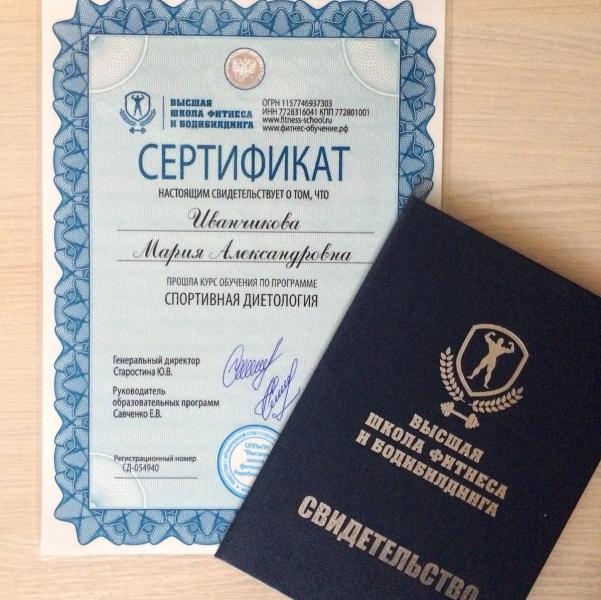 ВЫСШАЯ
ШКОЛА ФИТНЕСА
И БОДИБИЛДИНГА
ОГРН 1157746937303
ИНН 7728316041 КПП 772801001
www.fitness-school.ru
www.фитнес-обучение.рф
СЕРТИФИКАТ
НАСТОЯЩИМ СВИДЕТЕЛЬСТВУЕТ О ТОМ, ЧТО
Иванчикова
Мария Александровна
ПРОШЛА КУРС ОБУЧЕНИЯ ПО ПРОГРАММЕ
СПОРТИВНАЯ ДИЕТОЛОГИЯ
Генеральный директор
Старостина Ю.В.
Руководитель
образовательных программ
Савченко Е.В.
Регистрационный номер
СД-054940
ВЫСШАЯ
ШКОЛА ФИТНЕСА
И БОДИБИЛДИНГА
СВИДЕТЕЛЬСТВО